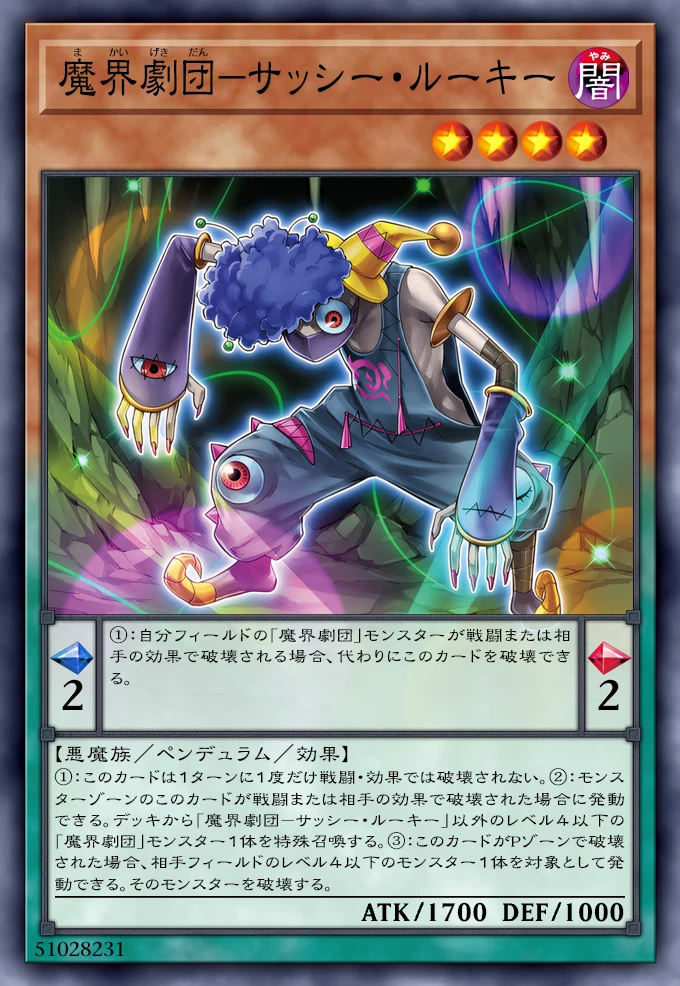 ま かい げき だん
魔界劇団-サッシー・ルーキー
やみ
闇
①:自分フィールドの「魔界劇団」モンスターが戦闘または相
手の効果で破壊される場合、代わりにこのカードを破壊でき
る。
2
2
【悪魔族/ペンデュラム/効果】
①:このカードは1ターンに1度だけ戦闘・効果では破壊されない。②:モンス
ターゾーンのこのカードが戦闘または相手の効果で破壊された場合に発動
できる。デッキから「魔界劇団-サッシー・ルーキー」以外のレベル4以下の
「魔界劇団」モンスター1体を特殊召喚する。③:このカードがPゾーンで破壊
された場合、相手フィールドのレベル4以下のモンスター1体を対象として発
動できる。そのモンスターを破壊する。
ATK/1700 DEF/1000
51028231